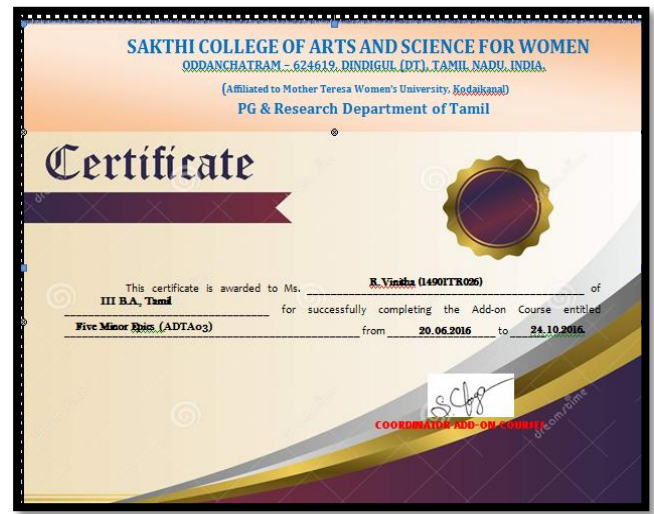 SAKTHI COLLEGE OF ARTS AND SCIENCE FOR WOMEN
ODDANCHATRAM – 624619, DINDIGUL (DT), TAMIL NADU, INDIA.
(Affiliated to Mother Teresa Women's University, Kodaikanal)
PG & Research Department of Tamil
Certificate
This certificate is awarded to Ms. R. Vinitha (14901TR026) of
III B.A., Tamil for successfully completing the Add-on Course entitled
Five Minor Epics (ADTA03) from 20.06.2016 to 24.10.2016.
COORDINATOR ADD-ON COURSES
dreamstime